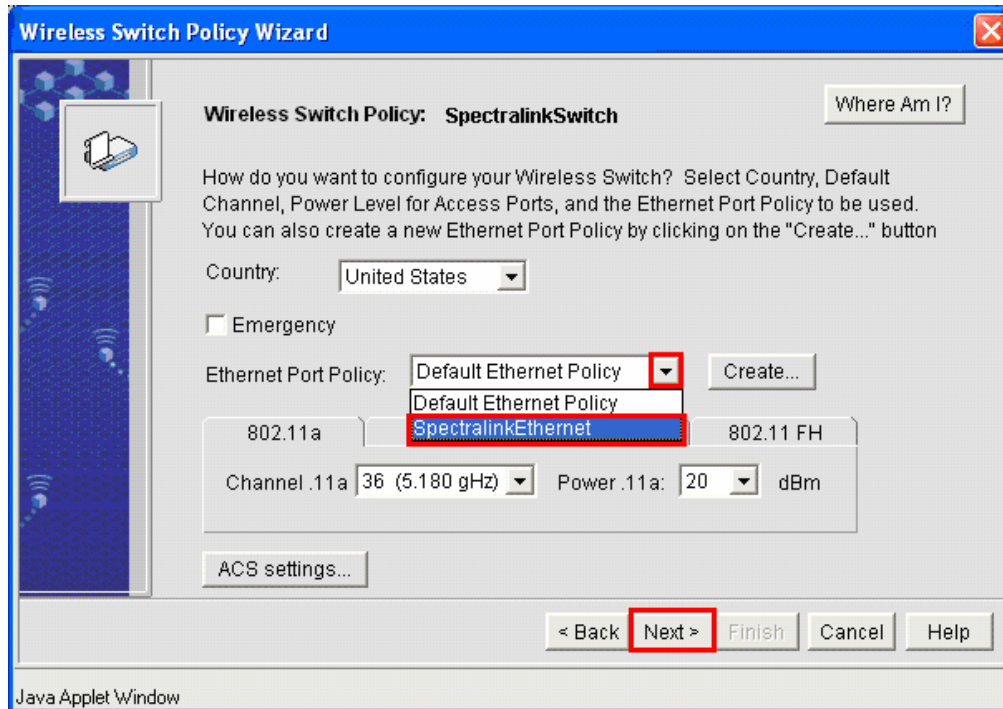 Wireless Switch Policy Wizard
Where Am I?
Wireless Switch Policy: SpectralinkSwitch
How do you want to configure your Wireless Switch? Select Country, Default
Channel, Power Level for Access Ports, and the Ethernet Port Policy to be used.
You can also create a new Ethernet Port Policy by clicking on the "Create..." button
Country: United States
Emergency
Ethernet Port Policy: Default Ethernet Policy Create...
Default Ethernet Policy
SpectralinkEthernet
802.11a 802.11 FH
Channel .11a 36 (5.180 gHz) Power .11a: 20 dBm
ACS settings...
< Back Next > Finish Cancel Help
Java Applet Window